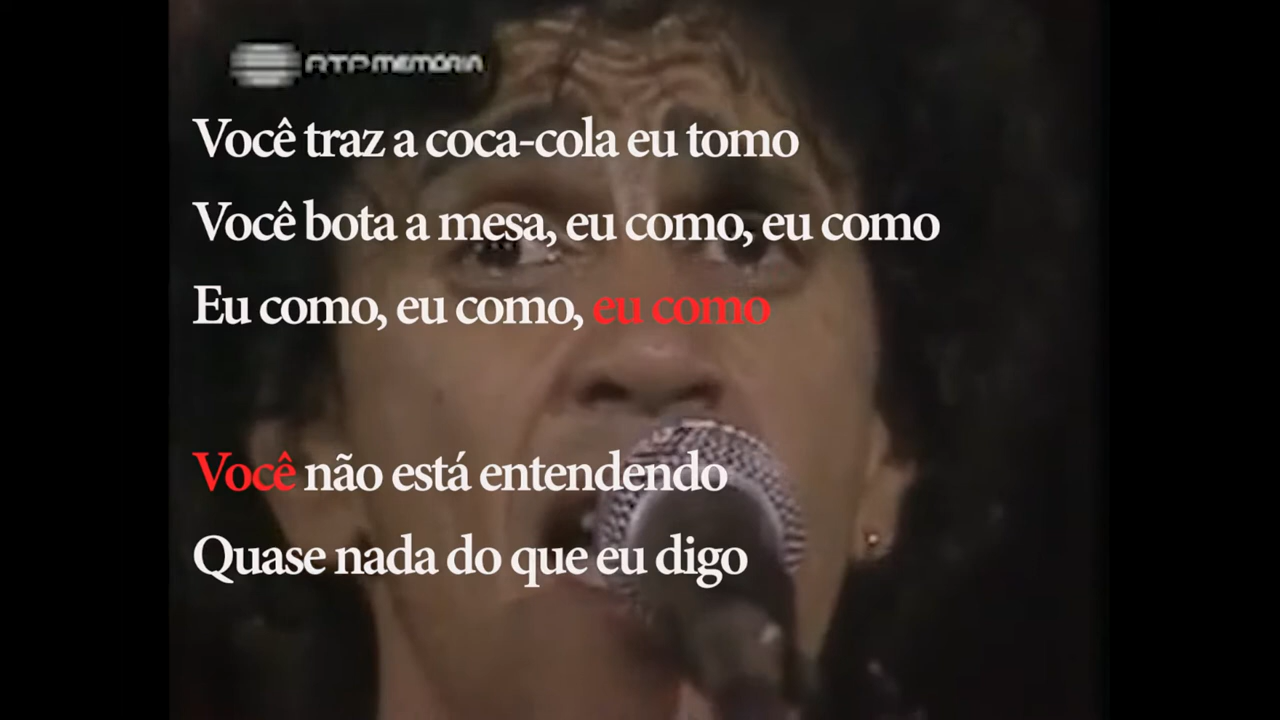 RTP MEMÓRIA
Você traz a coca-cola eu tomo
Você bota a mesa, eu como, eu como
Eu como, eu como, eu como
Você não está entendendo
Quase nada do que eu digo